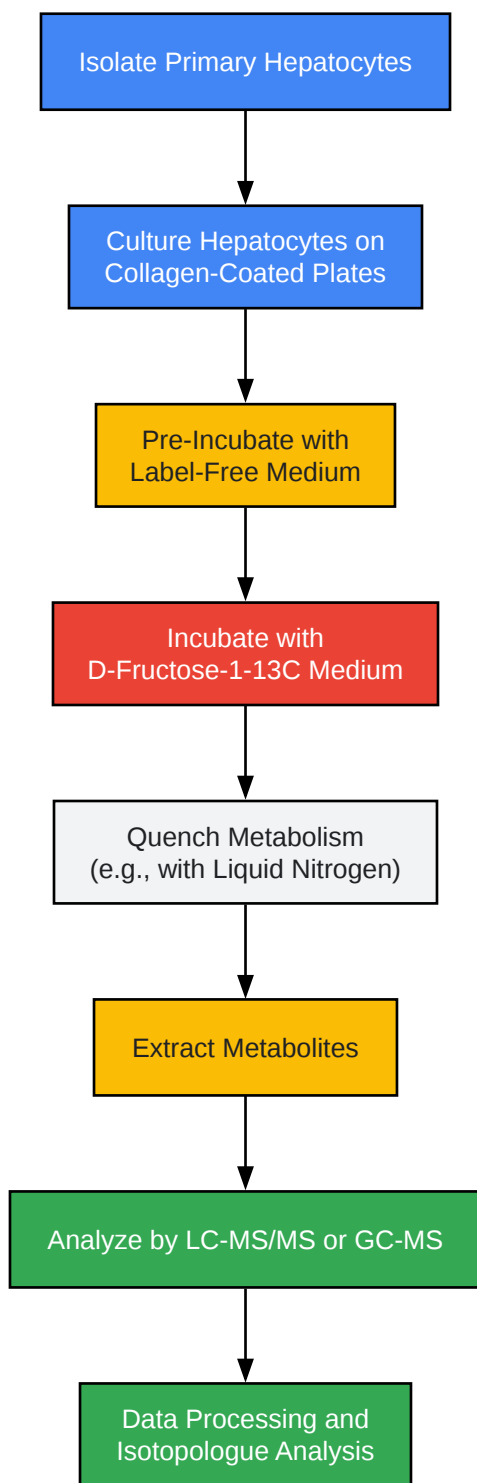 Isolate Primary Hepatocytes
Culture Hepatocytes on
Collagen-Coated Plates
Pre-Incubate with
Label-Free Medium
Incubate with
D-Fructose-1-13C Medium
Quench Metabolism
(e.g., with Liquid Nitrogen)
Extract Metabolites
Analyze by LC-MS/MS or GC-MS
Data Processing and
Isotopologue Analysis